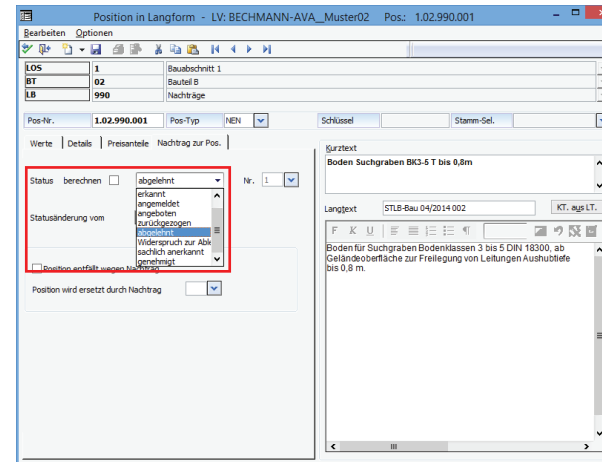 Position in Langform - LV: BECHMANN-AVA__Muster02 Pos.: 1.02.990.001
Bearbeiten Optionen
LOS 1 Bauabschnitt 1
BT 02 Bauteil B
LB 990 Nachträge
Pos-Nr. 1.02.990.001 Pos-Typ NEN Schlüssel Stamm-Sel.
Werte Details Preisanteile Nachtrag zur Pos.
Kurztext
Boden Suchgraben BK3-5 T bis 0,8m
Status berechnen abgelehnt Nr. 1
erkannt
angemeldet
angeboten
zurückgezogen
abgelehnt
Widerspruch zur Able
sachlich anerkannt
genehmigt
Statusänderung vom
Position entfällt wegen Nachtrag
Position wird ersetzt durch Nachtrag
Langtext STLB-Bau 04/2014 002 KT. aus LT.
F K U
Boden für Suchgraben Bodenklassen 3 bis 5 DIN 18300, ab
Geländeoberfläche zur Freilegung von Leitungen Aushubtiefe
bis 0,8 m.